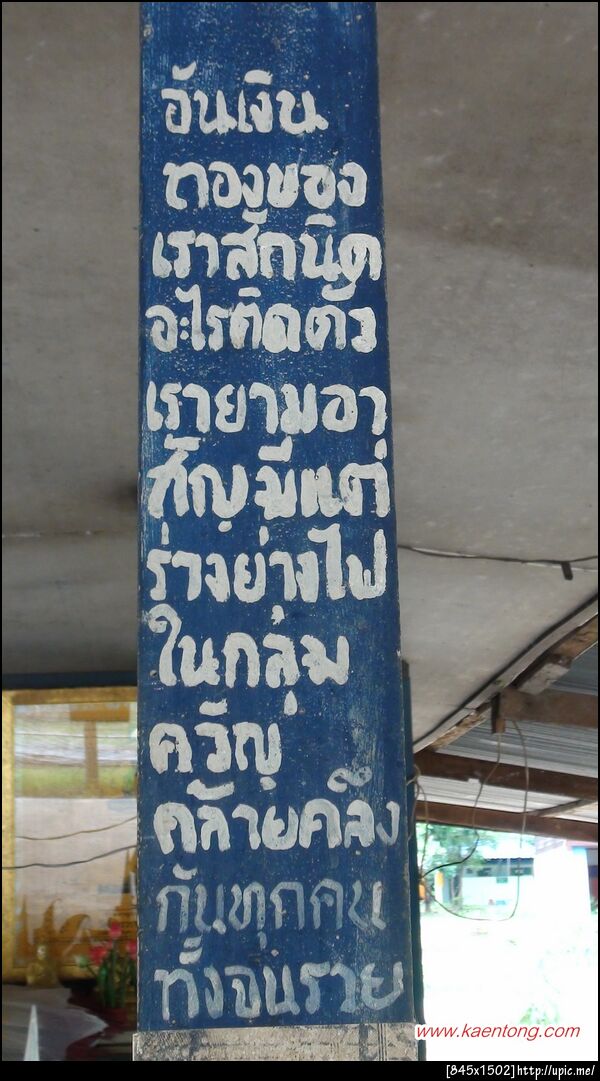 อันเงิน
ทองของ
เราสักนิด
อะไรติดตัว
เรายามอา
สัญมีแต่
ร่างย่างไฟ
ในกลุ่ม
ควัญ
คล้ายคลึง
กันทุกคน
ทั้งจนรวย
www.kaentong.com
[845x1502]http://upic.me/